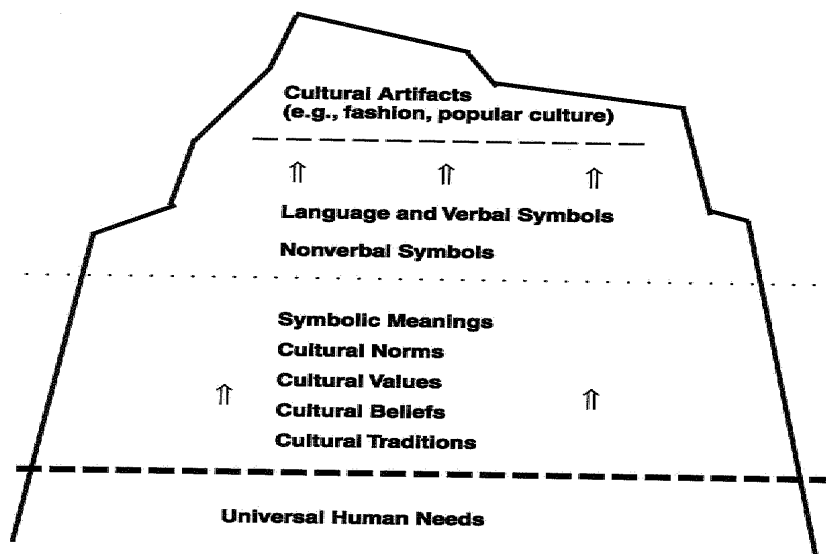 Cultural Artifacts
(e.g., fashion, popular culture)
Language and Verbal Symbols
Nonverbal Symbols
Symbolic Meanings
Cultural Norms
Cultural Values
Cultural Beliefs
Cultural Traditions
Universal Human Needs